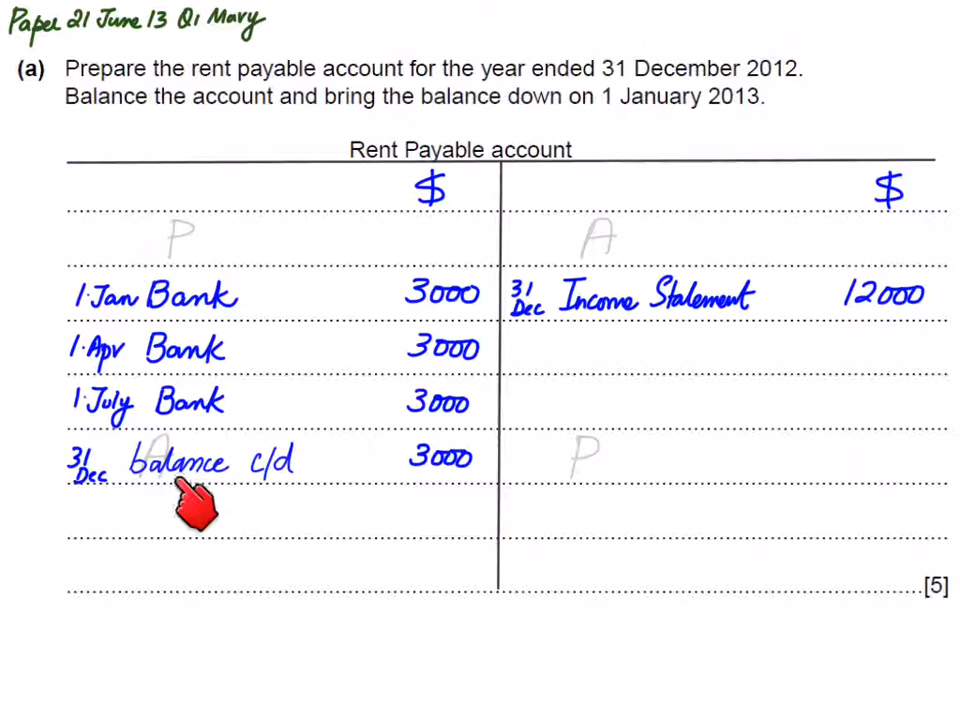 Paper 21 June 13 Q1 Mary
(a) Prepare the rent payable account for the year ended 31 December 2012.
Balance the account and bring the balance down on 1 January 2013.
Rent Payable account
$ $
P A
1·Jan Bank 3000 31 Dec Income Statement 12000
1·Apr Bank 3000
1·July Bank 3000
A P
31 Dec balance c/d 3000
[5]